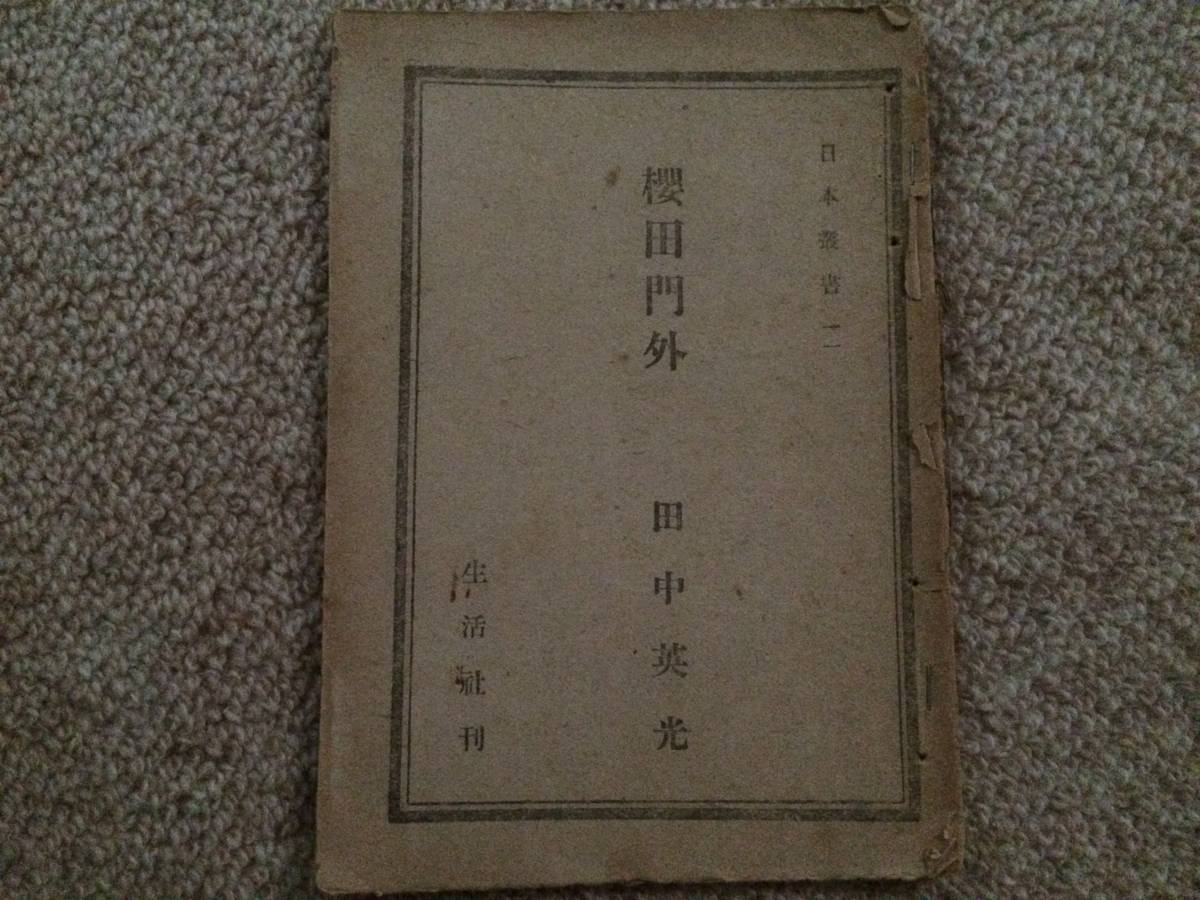 日本叢書二
櫻田門外 田中英光
生活社刊